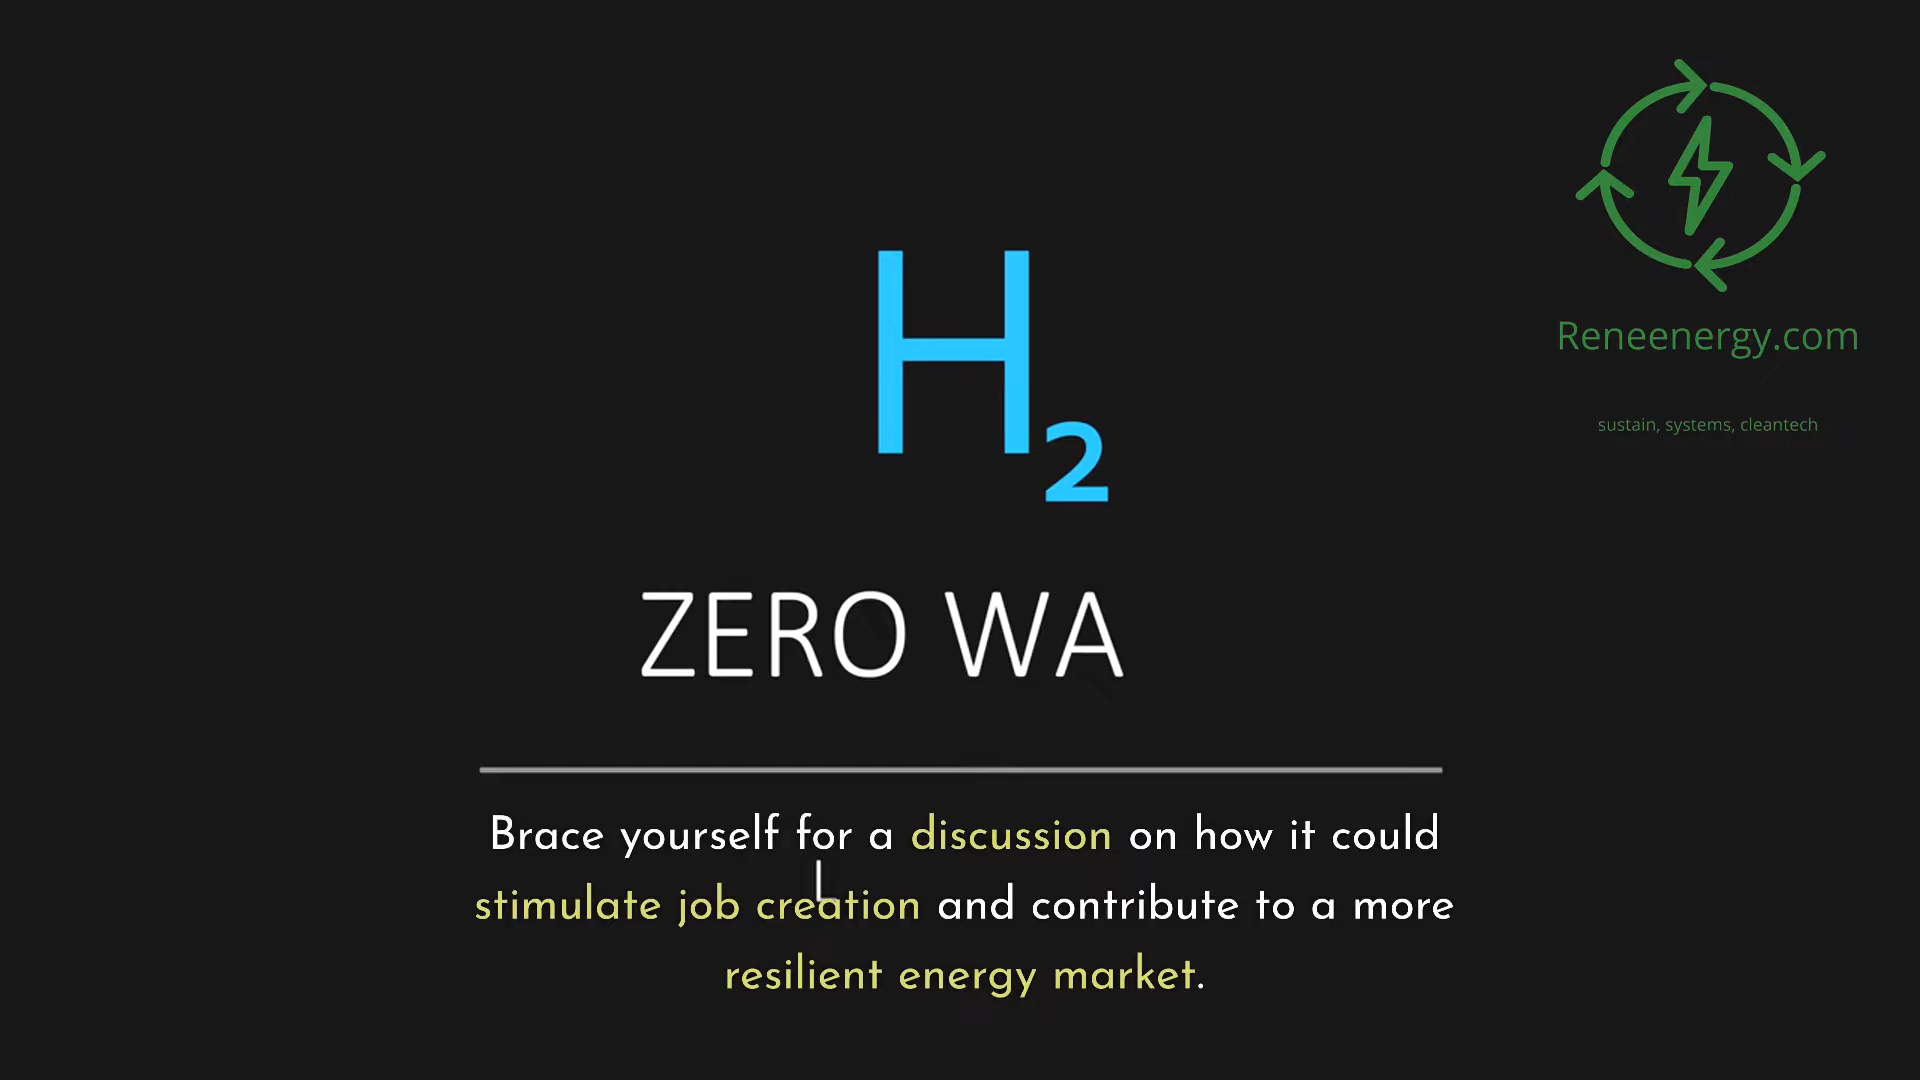 H₂
ZERO WA
Reneenergy.com
sustain, systems, cleantech
Brace yourself for a discussion on how it could
L
stimulate job creation and contribute to a more
resilient energy market.